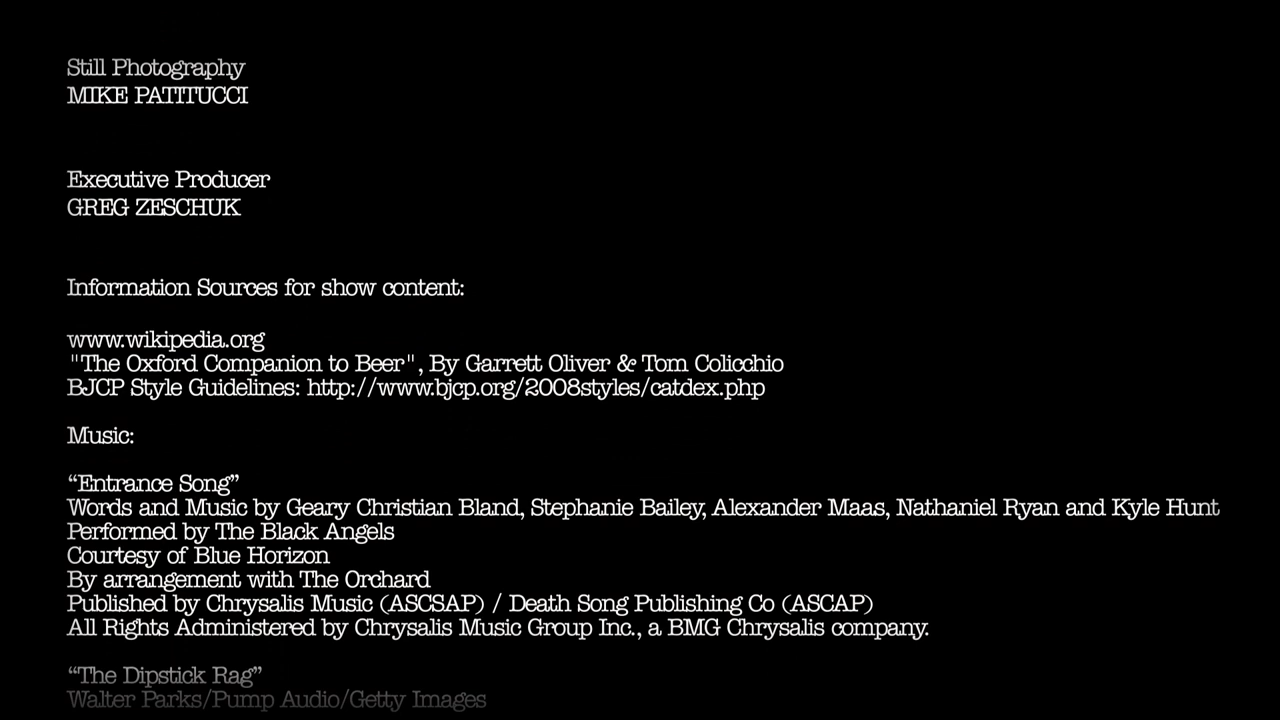 Still Photography
MIKE PATITUCCI
Executive Producer
GREG ZESCHUK
Information Sources for show content:
www.wikipedia.org
"The Oxford Companion to Beer", By Garrett Oliver & Tom Colicchio
BJCP Style Guidelines: http://www.bjcp.org/2008styles/catdex.php
Music:
“Entrance Song”
Words and Music by Geary Christian Bland, Stephanie Bailey, Alexander Maas, Nathaniel Ryan and Kyle Hunt
Performed by The Black Angels
Courtesy of Blue Horizon
By arrangement with The Orchard
Published by Chrysalis Music (ASCSAP) / Death Song Publishing Co (ASCAP)
All Rights Administered by Chrysalis Music Group Inc., a BMG Chrysalis company.
“The Dipstick Rag”
Walter Parks/Pump Audio/Getty Images